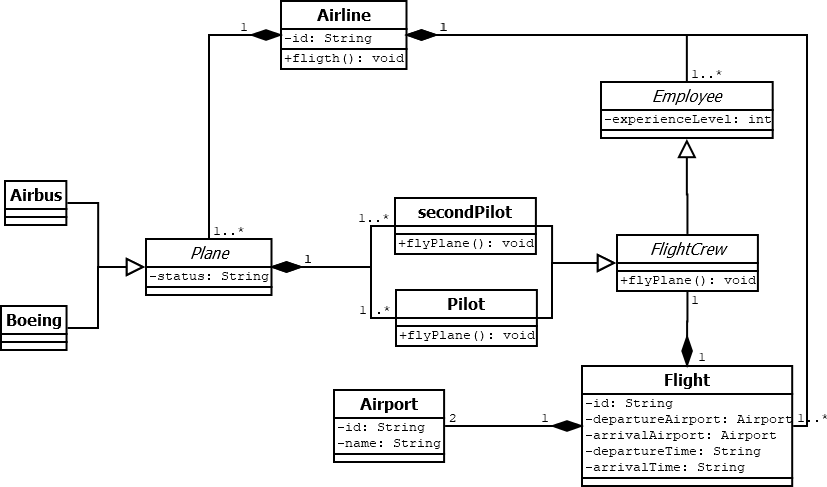 Airline
-id: String
+fligth(): void
1
1
1..*
Employee
-experienceLevel: int
Airbus
1..*
Plane
-status: String
1
1..*
secondPilot
+flyPlane(): void
FlightCrew
+flyPlane(): void
Boeing
1..*
Pilot
+flyPlane(): void
1
1
Airport
-id: String
-name: String
2
1
Flight
-id: String
-departureAirport: Airport
-arrivalAirport: Airport
-departureTime: String
-arrivalTime: String
1..*